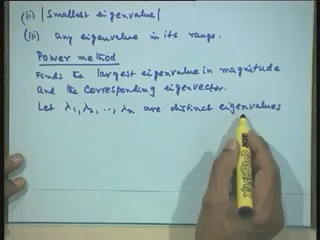 (ii) |Smallest eigenvalue|
(iii) any eigenvalue in its range.
Power method
Finds the largest eigenvalue in magnitude
and the corresponding eigenvector.
Let λ₁, λ₂, .., λn are distinct eigenvalues